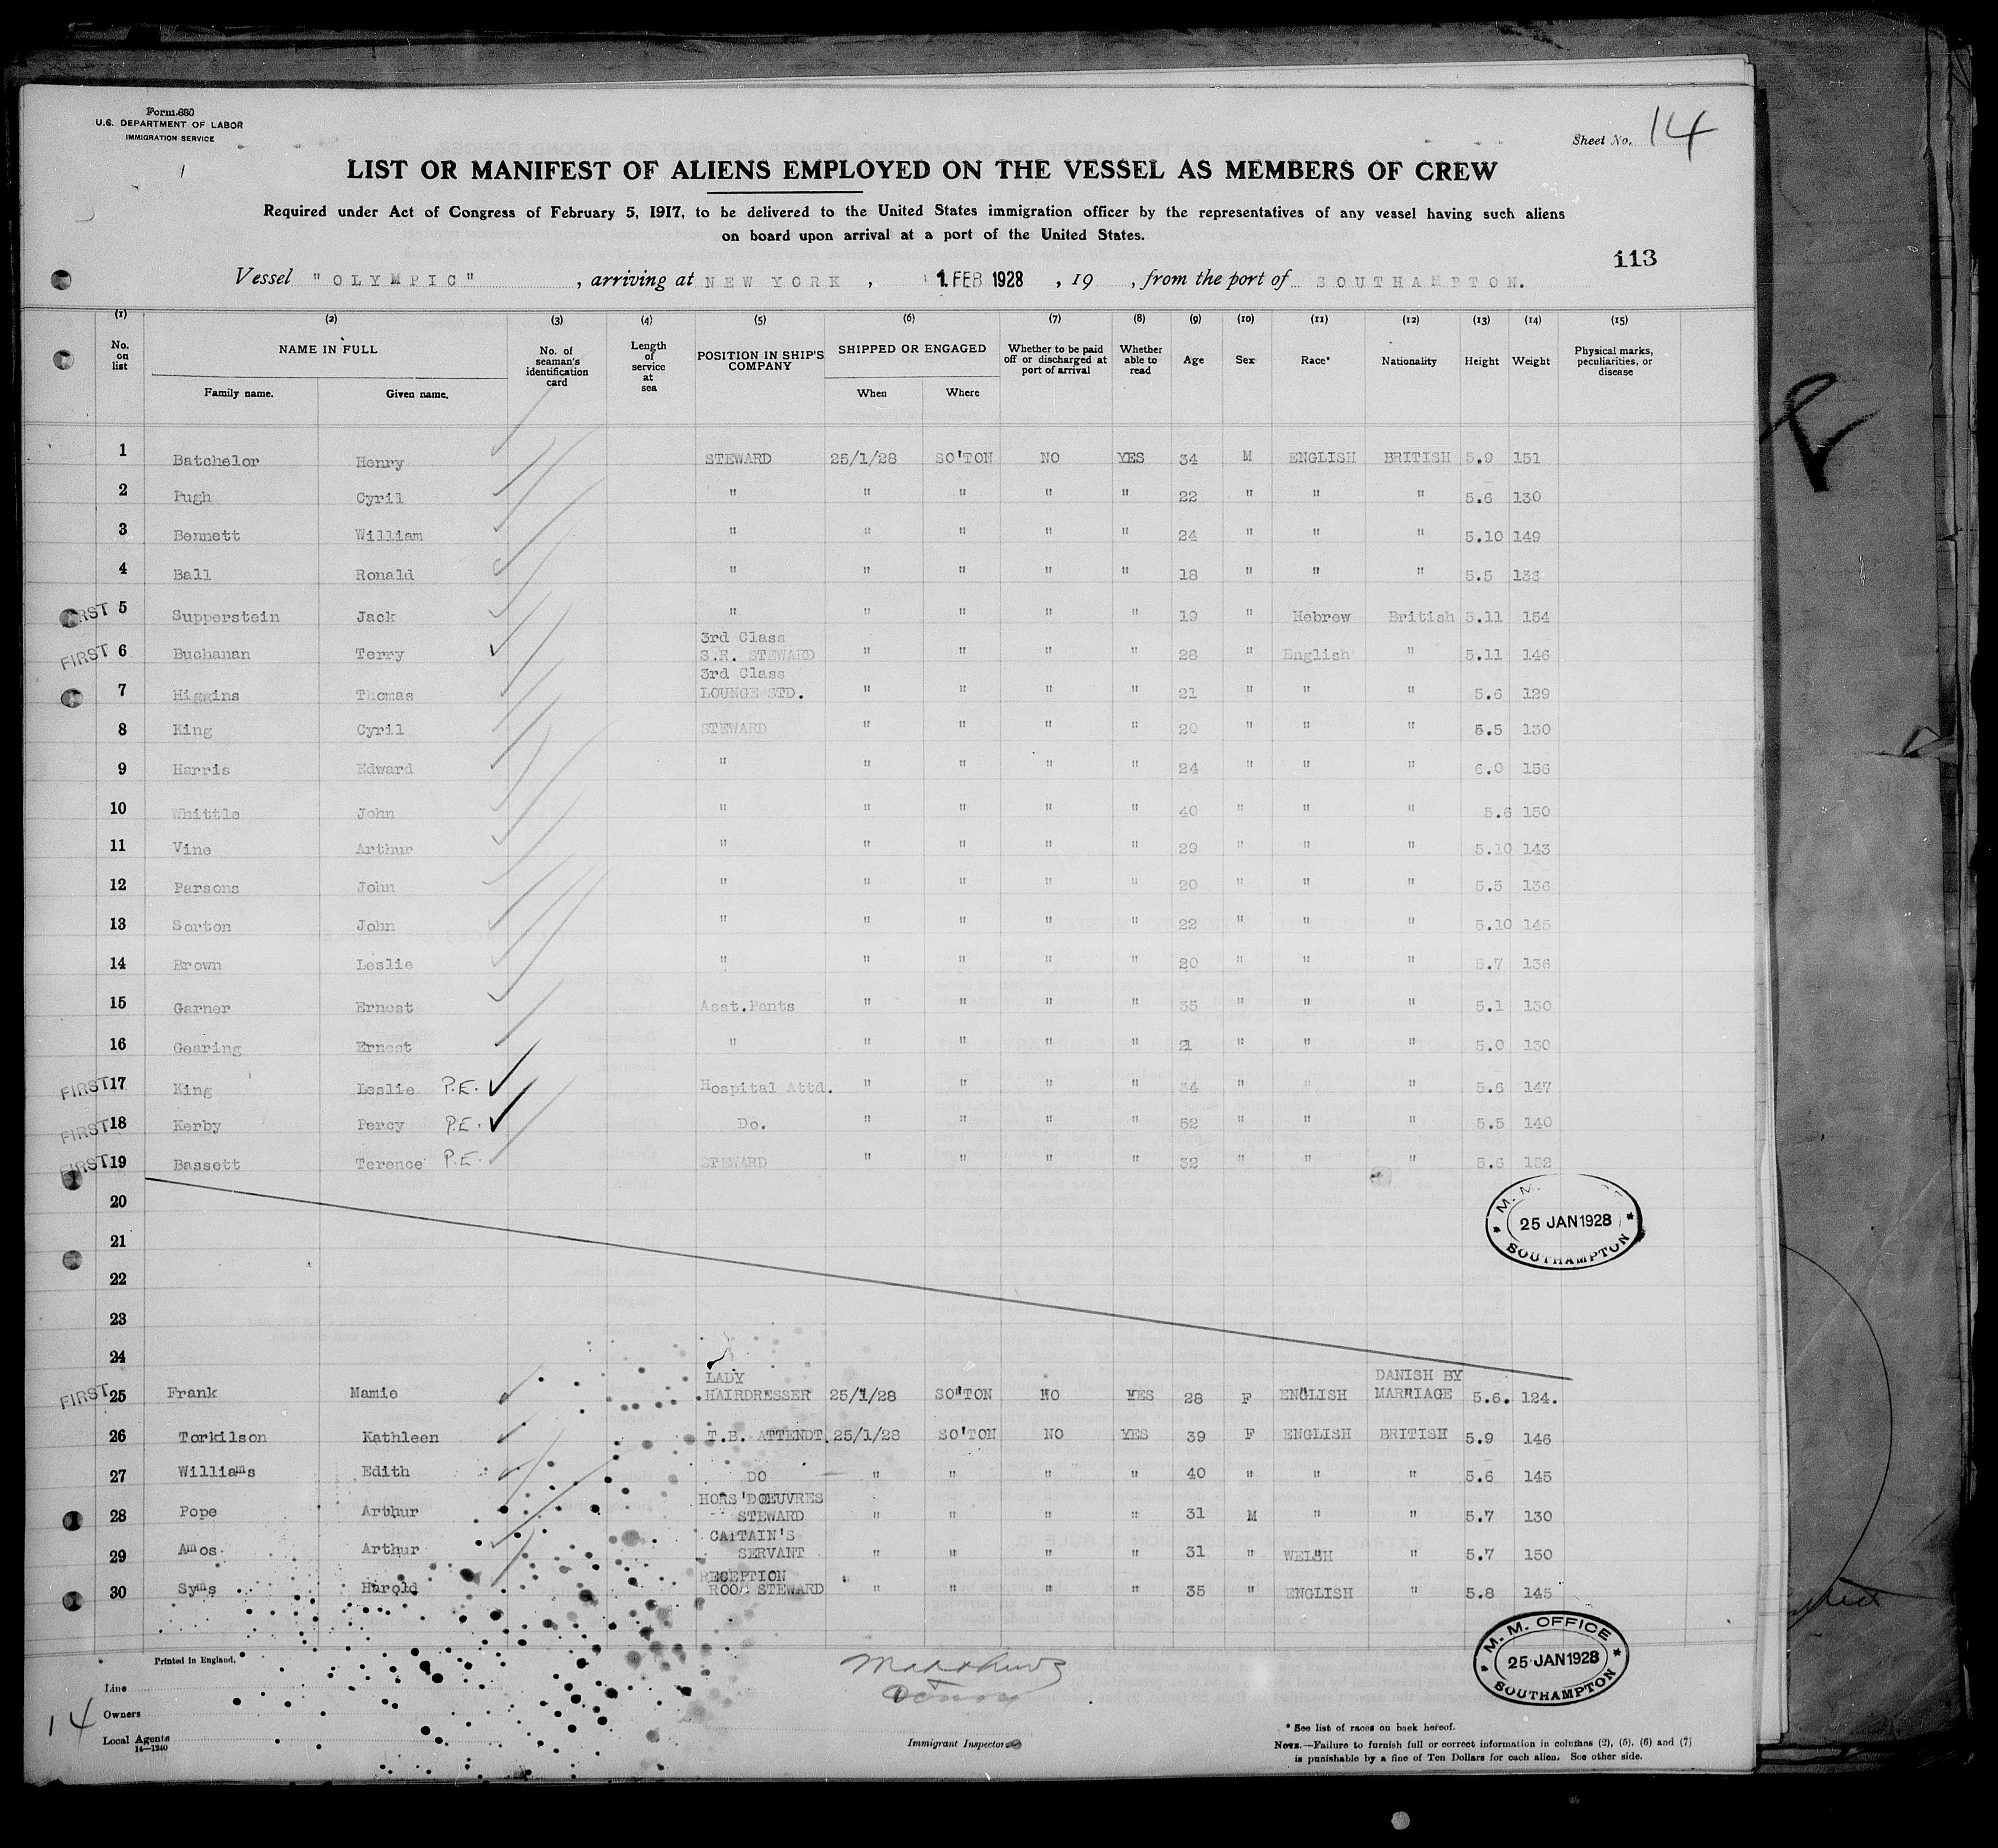 Form 680
U.S. DEPARTMENT OF LABOR
IMMIGRATION SERVICE
Sheet No. 14
LIST OR MANIFEST OF ALIENS EMPLOYED ON THE VESSEL AS MEMBERS OF CREW
Required under Act of Congress of February 5, 1917, to be delivered to the United States immigration officer by the representatives of any vessel having such aliens
on board upon arrival at a port of the United States.
113
Vessel "OLYMPIC", arriving at NEW YORK, 1 FEB 1928, 19 , from the port of SOUTHAMPTON.
(1) (2) (3) (4) (5) (6) (7) (8) (9) (10) (11) (12) (13) (14) (15)
No. on list NAME IN FULL Family name. Given name. No. of seaman's identification card Length of service at sea POSITION IN SHIP'S COMPANY SHIPPED OR ENGAGED When Where Whether to be paid off or discharged at port of arrival Whether able to read Age Sex Race* Nationality Height Weight Physical marks, peculiarities, or disease
1 Batchelor Henry STEWARD 25/1/28 SO'TON NO YES 34 M ENGLISH BRITISH 5.9 151
2 Pugh Cyril " " " " " 22 " " " 5.6 130
3 Bennett William " " " " " 24 " " " 5.10 149
4 Ball Ronald " " " " " 18 " " " 5.5
FIRST 5 Supperstein Jack " " " " " 19 " Hebrew British 5.11 154
FIRST 6 Buchanan Terry 3rd Class S.R. STEWARD " " " " 28 " English " 5.11 146
7 Higgins Thomas 3rd Class LOUNGE STD. " " " " 21 " " " 5.6 129
8 King Cyril STEWARD " " " " 20 " " " 5.5 130
9 Harris Edward " " " " " 24 " " " 6.0 156
10 Whittle John " " " " " 40 " " " 5.6 150
11 Vine Arthur " " " " " 29 " " " 5.10 143
12 Parsons John " " " " " 20 " " " 5.5 136
13 Sorton John " " " " " 22 " " " 5.10 145
14 Brown Leslie " " " " " 20 " " " 5.7 136
15 Garner Ernest Asst.Pants " " " " 35 " " " 5.1 130
16 Gearing Ernest " " " " " 21 " " " 5.0 130
FIRST 17 King Leslie P.E. Hospital Attd. " " " " 34 " " " 5.6 147
FIRST 18 Kerby Percy P.E. Do. " " " " 52 " " " 5.5 140
FIRST 19 Bassett Terence P.E. STEWARD " " " " 32 " " " 5.6 152
20
M. M.
25 JAN 1928
SOUTHAMPTON
21
22
23
24
FIRST 25 Frank Mamie LADY HAIRDRESSER 25/1/28 SO'TON NO YES 28 F ENGLISH DANISH BY MARRIAGE 5.6. 124.
26 Torkilson Kathleen T.B. ATTENDT. 25/1/28 SO'TON NO YES 39 F ENGLISH BRITISH 5.9 146
27 Williams Edith DO " " " " 40 " " " 5.6 145
28 Pope Arthur HORS'DOEUVRES STEWARD " " " " 31 M " " 5.7 130
29 Amos Arthur CAPTAIN'S SERVANT " " " " 31 " WELSH " 5.7 150
30 Syms Harold RECEPTION ROOM STEWARD " " " " 35 " ENGLISH " 5.8 145
M. M. OFFICE
25 JAN 1928
SOUTHAMPTON
Printed in England.
Line
Owners
14
Local Agents
14—1240
Immigrant Inspector
* See list of races on back hereof.
NOTE.—Failure to furnish full or correct information in columns (2), (5), (6) and (7)
is punishable by a fine of Ten Dollars for each alien. See other side.